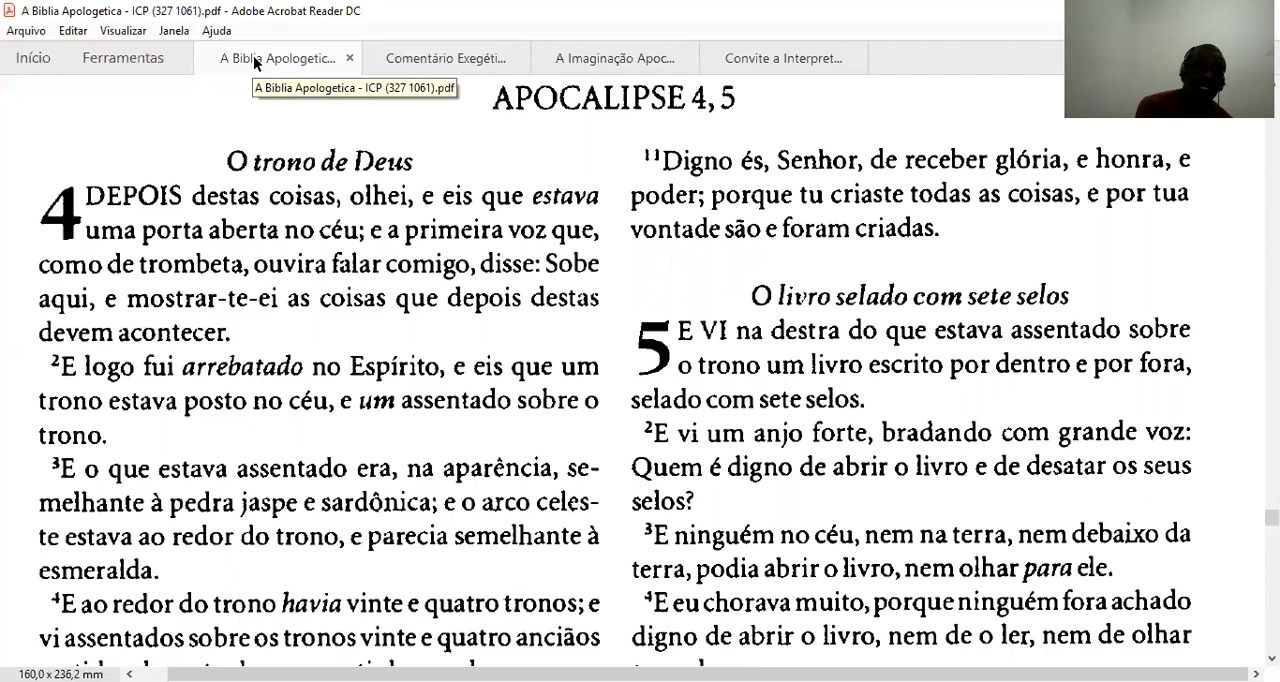 A Biblia Apologetica - ICP (327 1061).pdf - Adobe Acrobat Reader DC
Arquivo Editar Visualizar Janela Ajuda
Início Ferramentas A Biblia Apologetic... × Comentário Exegéti... A Imaginação Apoc... Convite a Interpret...
A Biblia Apologetica - ICP (327 1061).pdf
APOCALIPSE 4, 5
O trono de Deus
4 DEPOIS destas coisas, olhei, e eis que estava
uma porta aberta no céu; e a primeira voz que,
como de trombeta, ouvira falar comigo, disse: Sobe
aqui, e mostrar-te-ei as coisas que depois destas
devem acontecer.
²E logo fui arrebatado no Espírito, e eis que um
trono estava posto no céu, e um assentado sobre o
trono.
³E o que estava assentado era, na aparência, se-
melhante à pedra jaspe e sardônica; e o arco celes-
te estava ao redor do trono, e parecia semelhante à
esmeralda.
⁴E ao redor do trono havia vinte e quatro tronos; e
vi assentados sobre os tronos vinte e quatro anciãos
¹¹Digno és, Senhor, de receber glória, e honra, e
poder; porque tu criaste todas as coisas, e por tua
vontade são e foram criadas.
O livro selado com sete selos
5 E VI na destra do que estava assentado sobre
o trono um livro escrito por dentro e por fora,
selado com sete selos.
²E vi um anjo forte, bradando com grande voz:
Quem é digno de abrir o livro e de desatar os seus
selos?
³E ninguém no céu, nem na terra, nem debaixo da
terra, podia abrir o livro, nem olhar para ele.
⁴E eu chorava muito, porque ninguém fora achado
digno de abrir o livro, nem de o ler, nem de olhar
160,0 x 236,2 mm